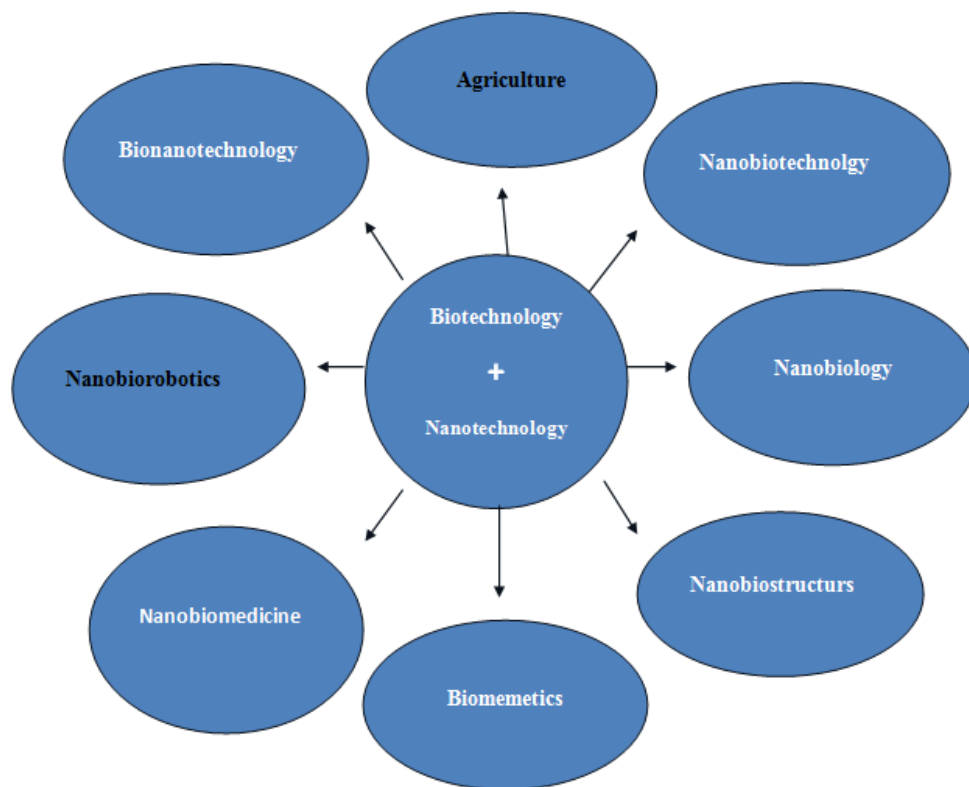 Agriculture
Bionanotechnology
Nanobiotechnolgy
Biotechnology
+
Nanotechnology
Nanobiorobotics
Nanobiology
Nanobiostructurs
Nanobiomedicine
Biomemetics